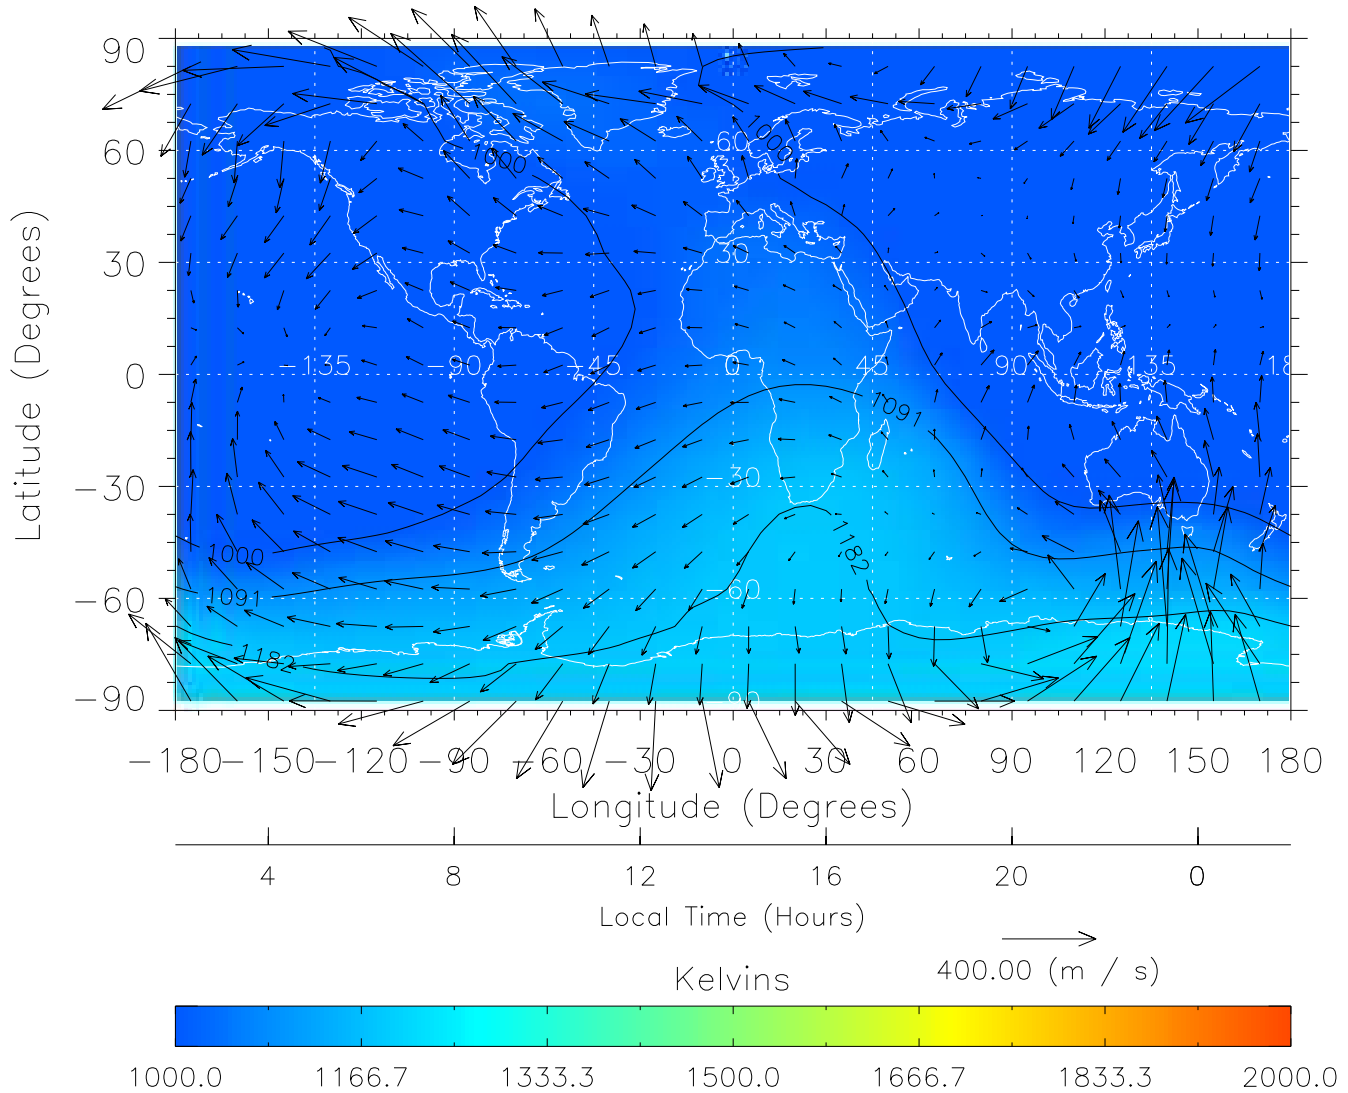 90
60
30
0
−30
−60
−90
Latitude (Degrees)
1000
1000
60
30
−135 −90 −45 0 45 90 135 18
1091
−30
1182
1000
−60
1091
1182
−90
−180 −150 −120 −90 −60 −30 0 30 60 90 120 150 180
Longitude (Degrees)
4 8 12 16 20 0
Local Time (Hours)
400.00 (m / s)
Kelvins
1000.0 1166.7 1333.3 1500.0 1666.7 1833.3 2000.0